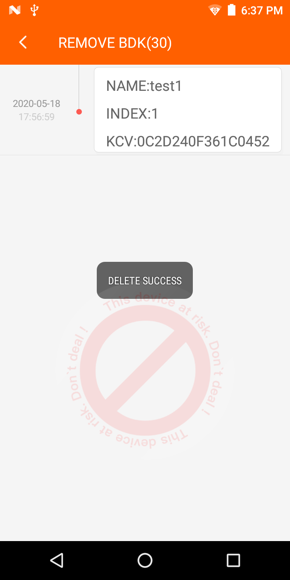 6:37 PM
REMOVE BDK(30)
2020-05-18
17:56:59
NAME:test1
INDEX:1
KCV:0C2D240F361C0452
DELETE SUCCESS
This device at risk. Don't deal !
This device at risk. Don't deal !